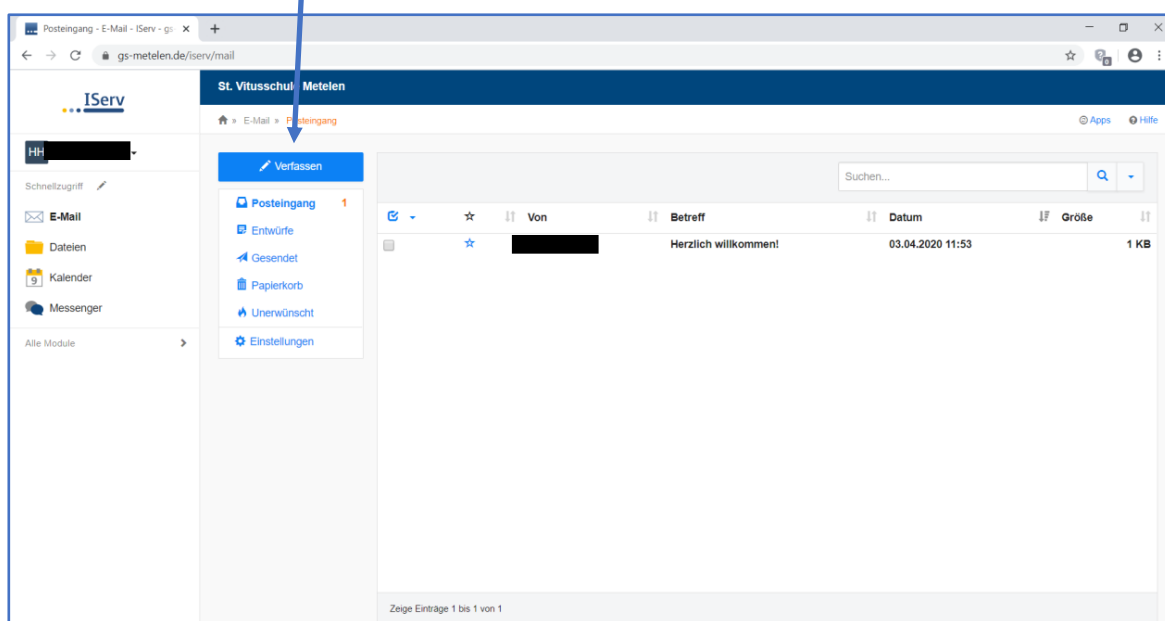 Posteingang - E-Mail - IServ - gs-
gs-metelen.de/iserv/mail
IServ
St. Vitusschule Metelen
E-Mail » Posteingang
Apps Hilfe
HH
Schnellzugriff
E-Mail
Dateien
9 Kalender
Messenger
Alle Module
Verfassen
Posteingang 1
Entwürfe
Gesendet
Papierkorb
Unerwünscht
Einstellungen
Suchen...
Von Betreff Datum Größe
Herzlich willkommen! 03.04.2020 11:53 1 KB
Zeige Einträge 1 bis 1 von 1